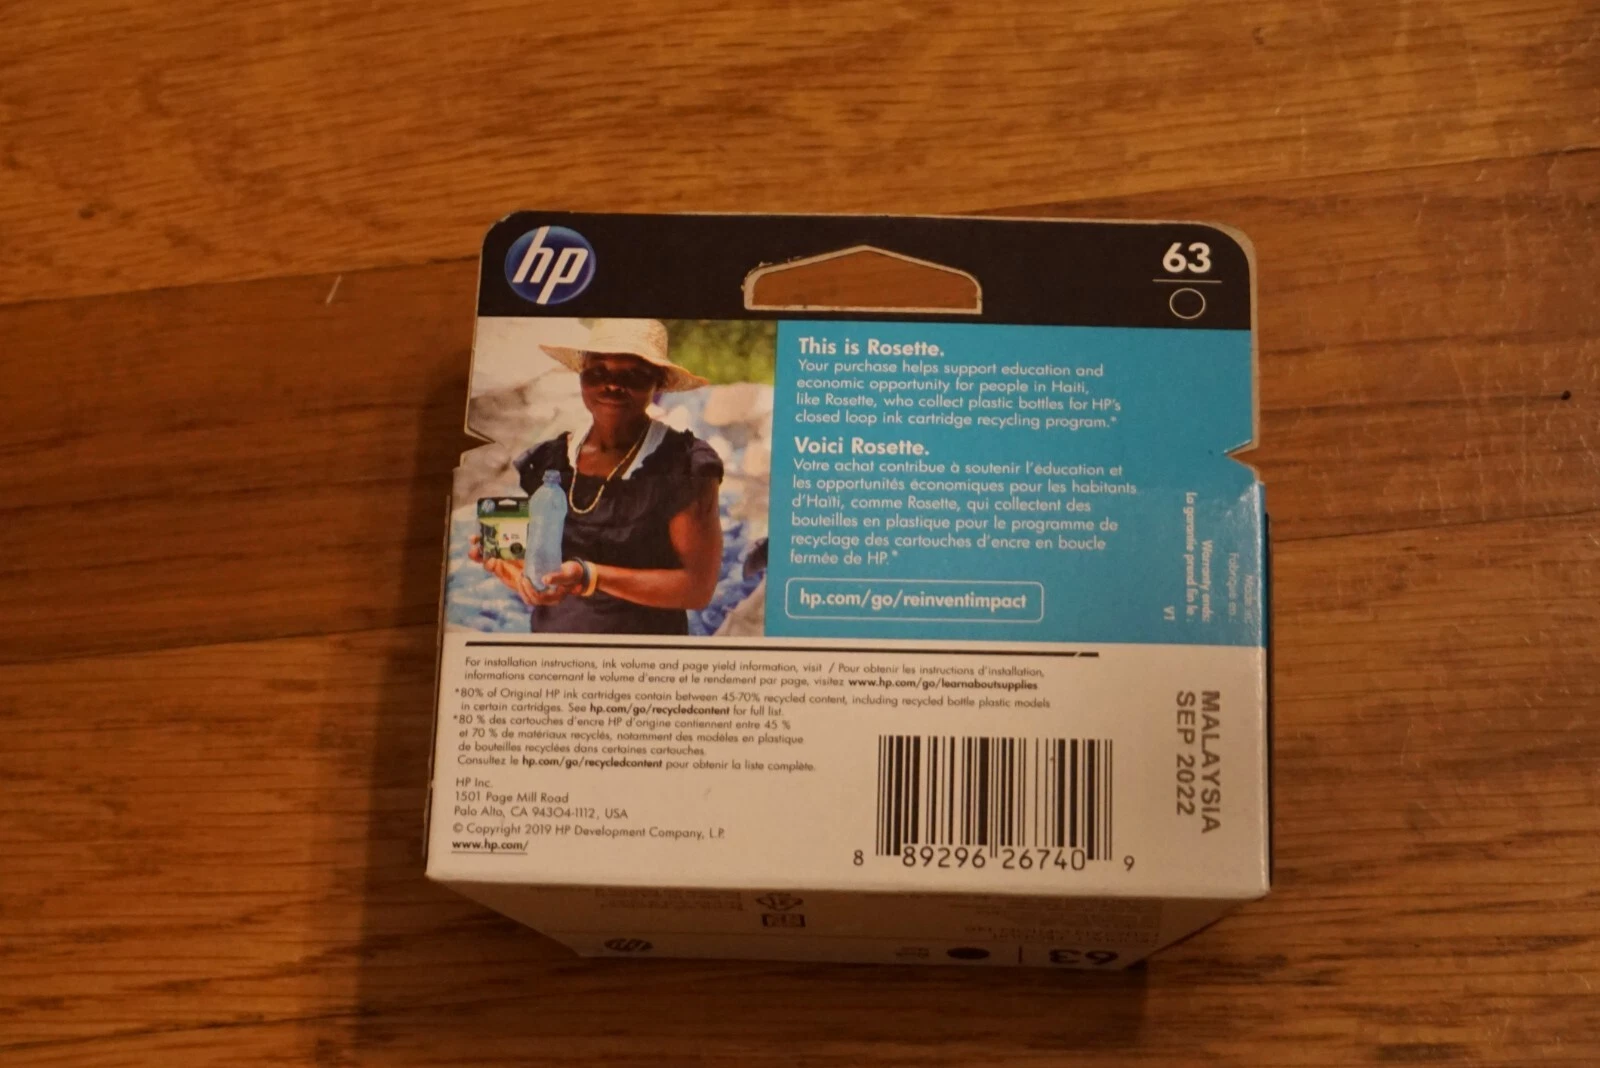 hp
63
This is Rosette.
Your purchase helps support education and
economic opportunity for people in Haiti,
like Rosette, who collect plastic bottles for HP's
closed loop ink cartridge recycling program.*
Voici Rosette.
Votre achat contribue à soutenir l'éducation et
les opportunités économiques pour les habitants
d'Haïti, comme Rosette, qui collectent des
bouteilles en plastique pour le programme de
recyclage des cartouches d'encre en boucle
fermée de HP.*
hp.com/go/reinventimpact
Made in:
Fabriqué en :
Warranty ends:
La garantie prend fin le :
V1
MALAYSIA
SEP 2022
For installation instructions, ink volume and page yield information, visit / Pour obtenir les instructions d'installation,
informations concernant le volume d'encre et le rendement par page, visitez www.hp.com/go/learnaboutsupplies
*80% of Original HP ink cartridges contain between 45-70% recycled content, including recycled bottle plastic models
in certain cartridges. See hp.com/go/recycledcontent for full list.
*80 % des cartouches d'encre HP d'origine contiennent entre 45 %
et 70 % de matériaux recyclés, notamment des modèles en plastique
de bouteilles recyclées dans certaines cartouches.
Consultez le hp.com/go/recycledcontent pour obtenir la liste complète.
HP Inc.
1501 Page Mill Road
Palo Alto, CA 94304-1112, USA
© Copyright 2019 HP Development Company, L.P.
www.hp.com/
8 89296 26740 9
63
hp